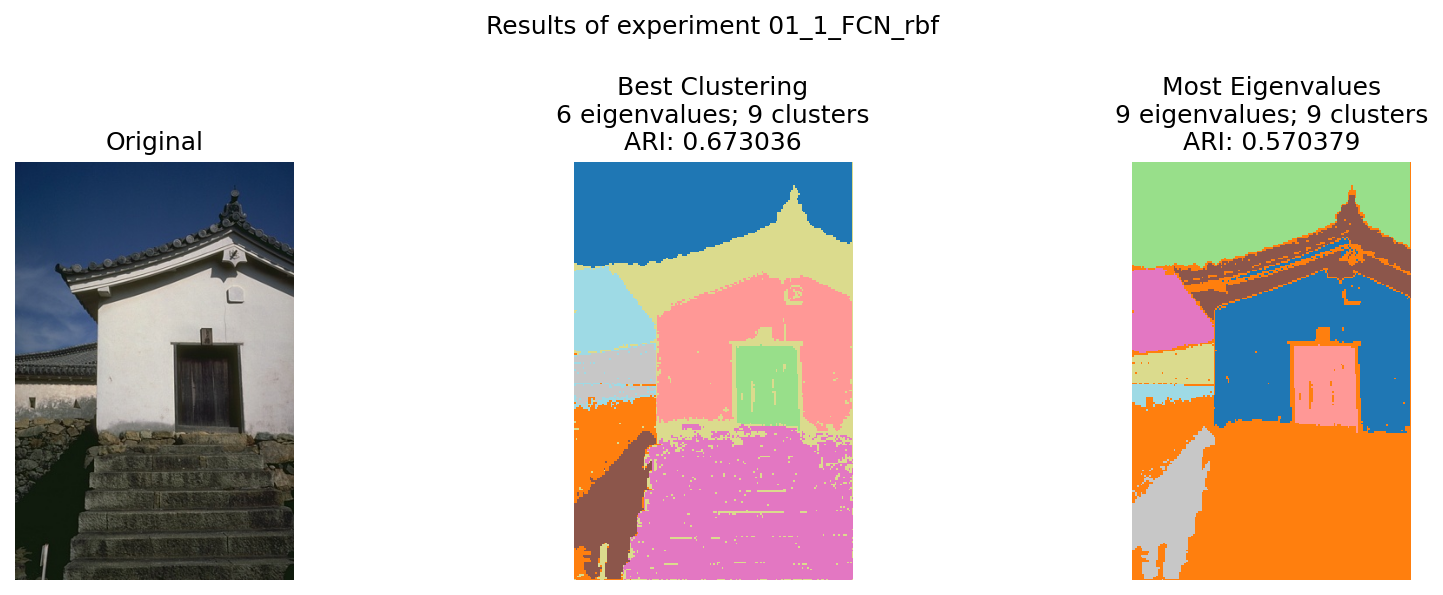 Results of experiment 01_1_FCN_rbf
Original
Best Clustering
6 eigenvalues; 9 clusters
ARI: 0.673036
Most Eigenvalues
9 eigenvalues; 9 clusters
ARI: 0.570379